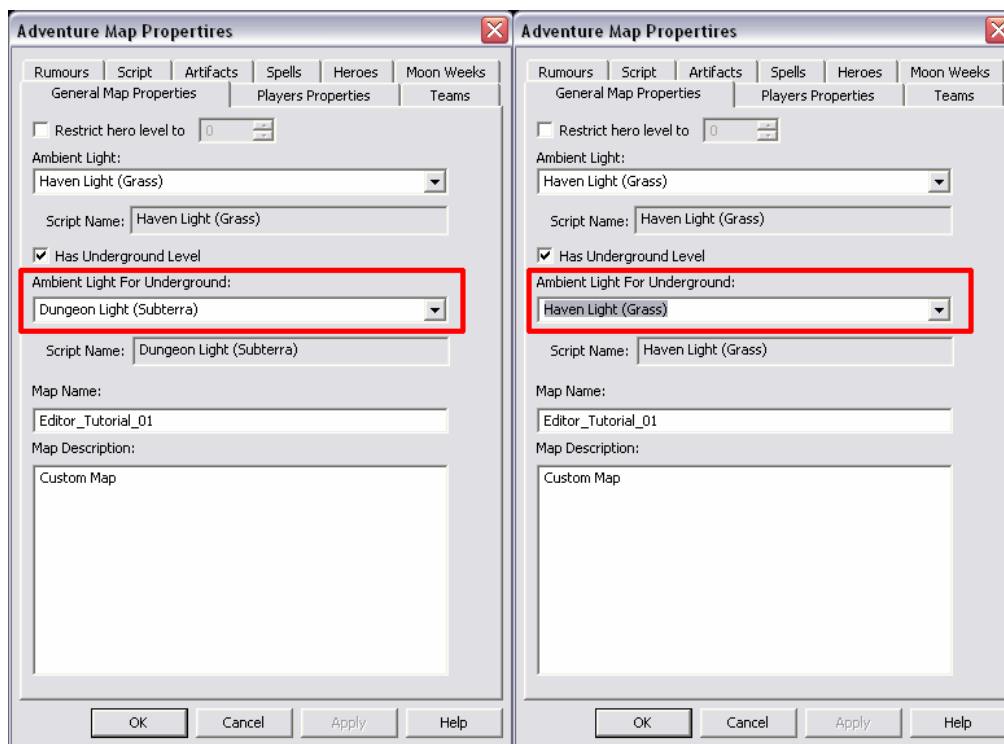 Adventure Map Propertires
Rumours Script Artifacts Spells Heroes Moon Weeks
General Map Properties Players Properties Teams
Restrict hero level to 0
Ambient Light:
Haven Light (Grass)
Script Name: Haven Light (Grass)
Has Underground Level
Ambient Light For Underground:
Dungeon Light (Subterra)
Script Name: Dungeon Light (Subterra)
Map Name:
Editor_Tutorial_01
Map Description:
Custom Map
OK Cancel Apply Help
Adventure Map Propertires
Rumours Script Artifacts Spells Heroes Moon Weeks
General Map Properties Players Properties Teams
Restrict hero level to 0
Ambient Light:
Haven Light (Grass)
Script Name: Haven Light (Grass)
Has Underground Level
Ambient Light For Underground:
Haven Light (Grass)
Script Name: Haven Light (Grass)
Map Name:
Editor_Tutorial_01
Map Description:
Custom Map
OK Cancel Apply Help